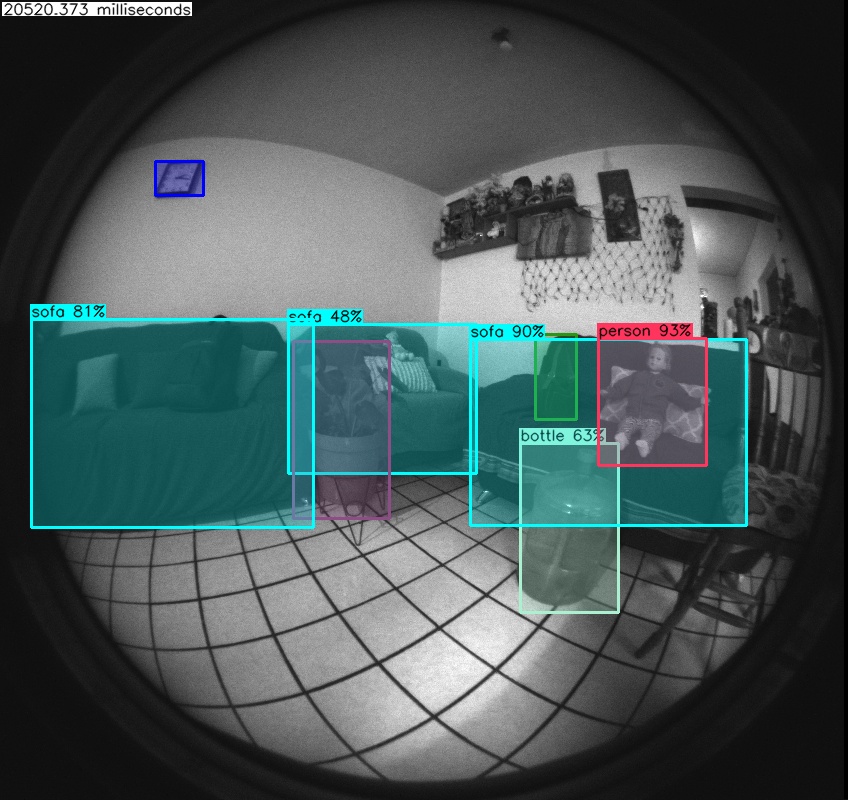 20520.373 milliseconds
sofa 81%
sofa 48%
sofa 90%
person 93%
bottle 63%